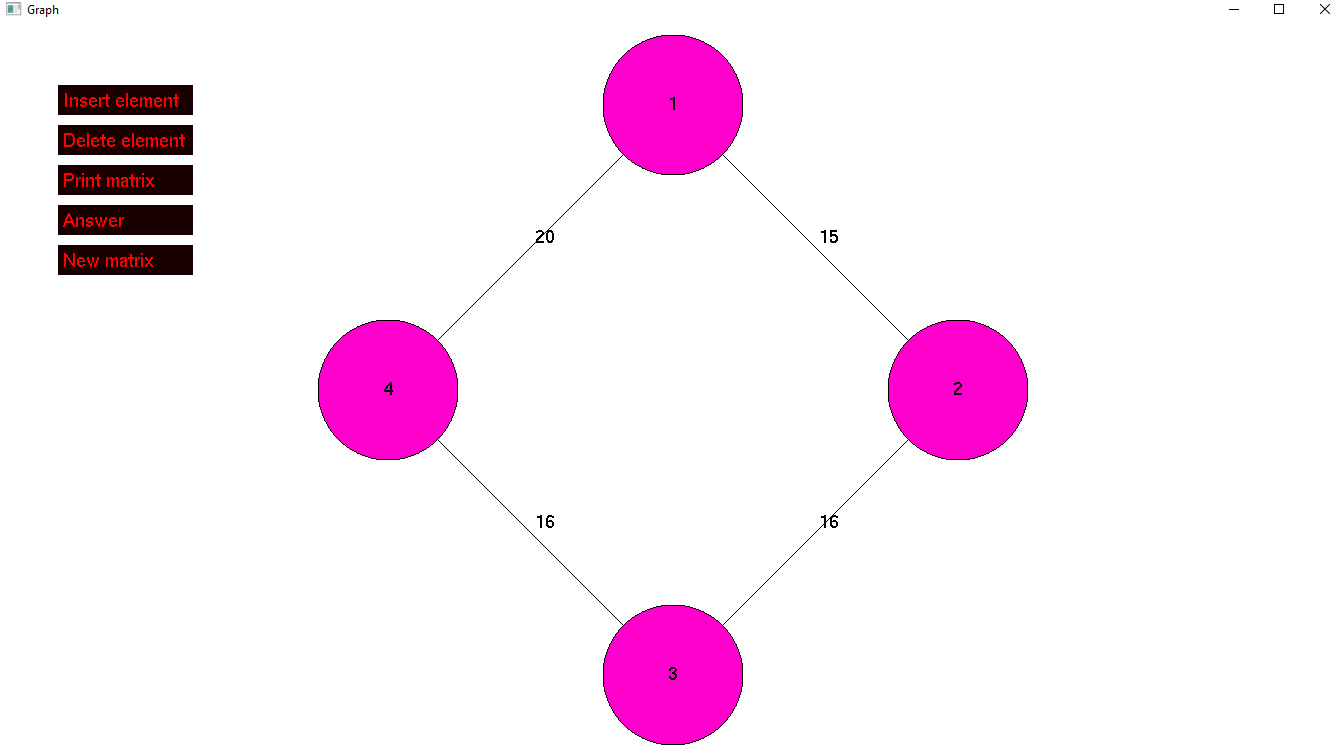 Graph
Insert element
Delete element
Print matrix
Answer
New matrix
1
20
15
4
2
16
16
3